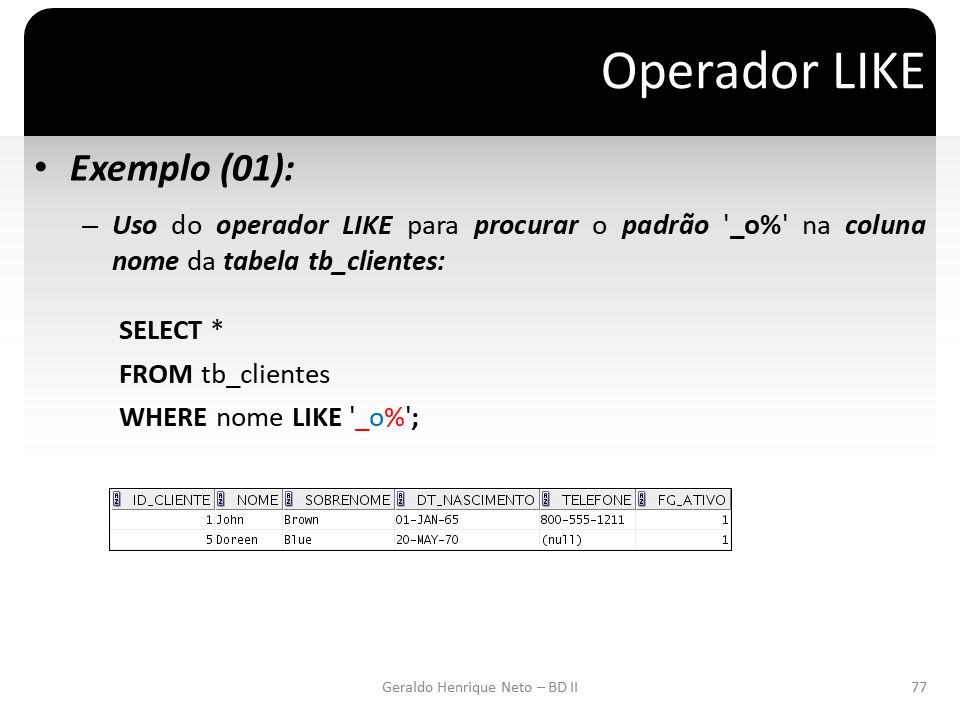 Operador LIKE
• Exemplo (01):
– Uso do operador LIKE para procurar o padrão '_o%' na coluna
nome da tabela tb_clientes:
SELECT *
FROM tb_clientes
WHERE nome LIKE '_o%';
ID_CLIENTE NOME SOBRENOME DT_NASCIMENTO TELEFONE FG_ATIVO
1 John Brown 01-JAN-65 800-555-1211 1
5 Doreen Blue 20-MAY-70 (null) 1
Geraldo Henrique Neto – BD II 77